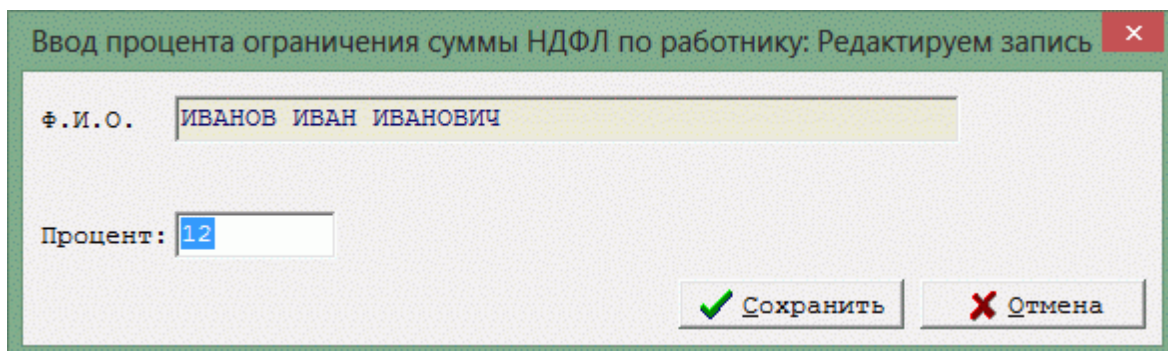 Ввод процента ограничения суммы НДФЛ по работнику: Редактируем запись
Ф.И.О. ИВАНОВ ИВАН ИВАНОВИЧ
Процент: 12
Сохранить Отмена